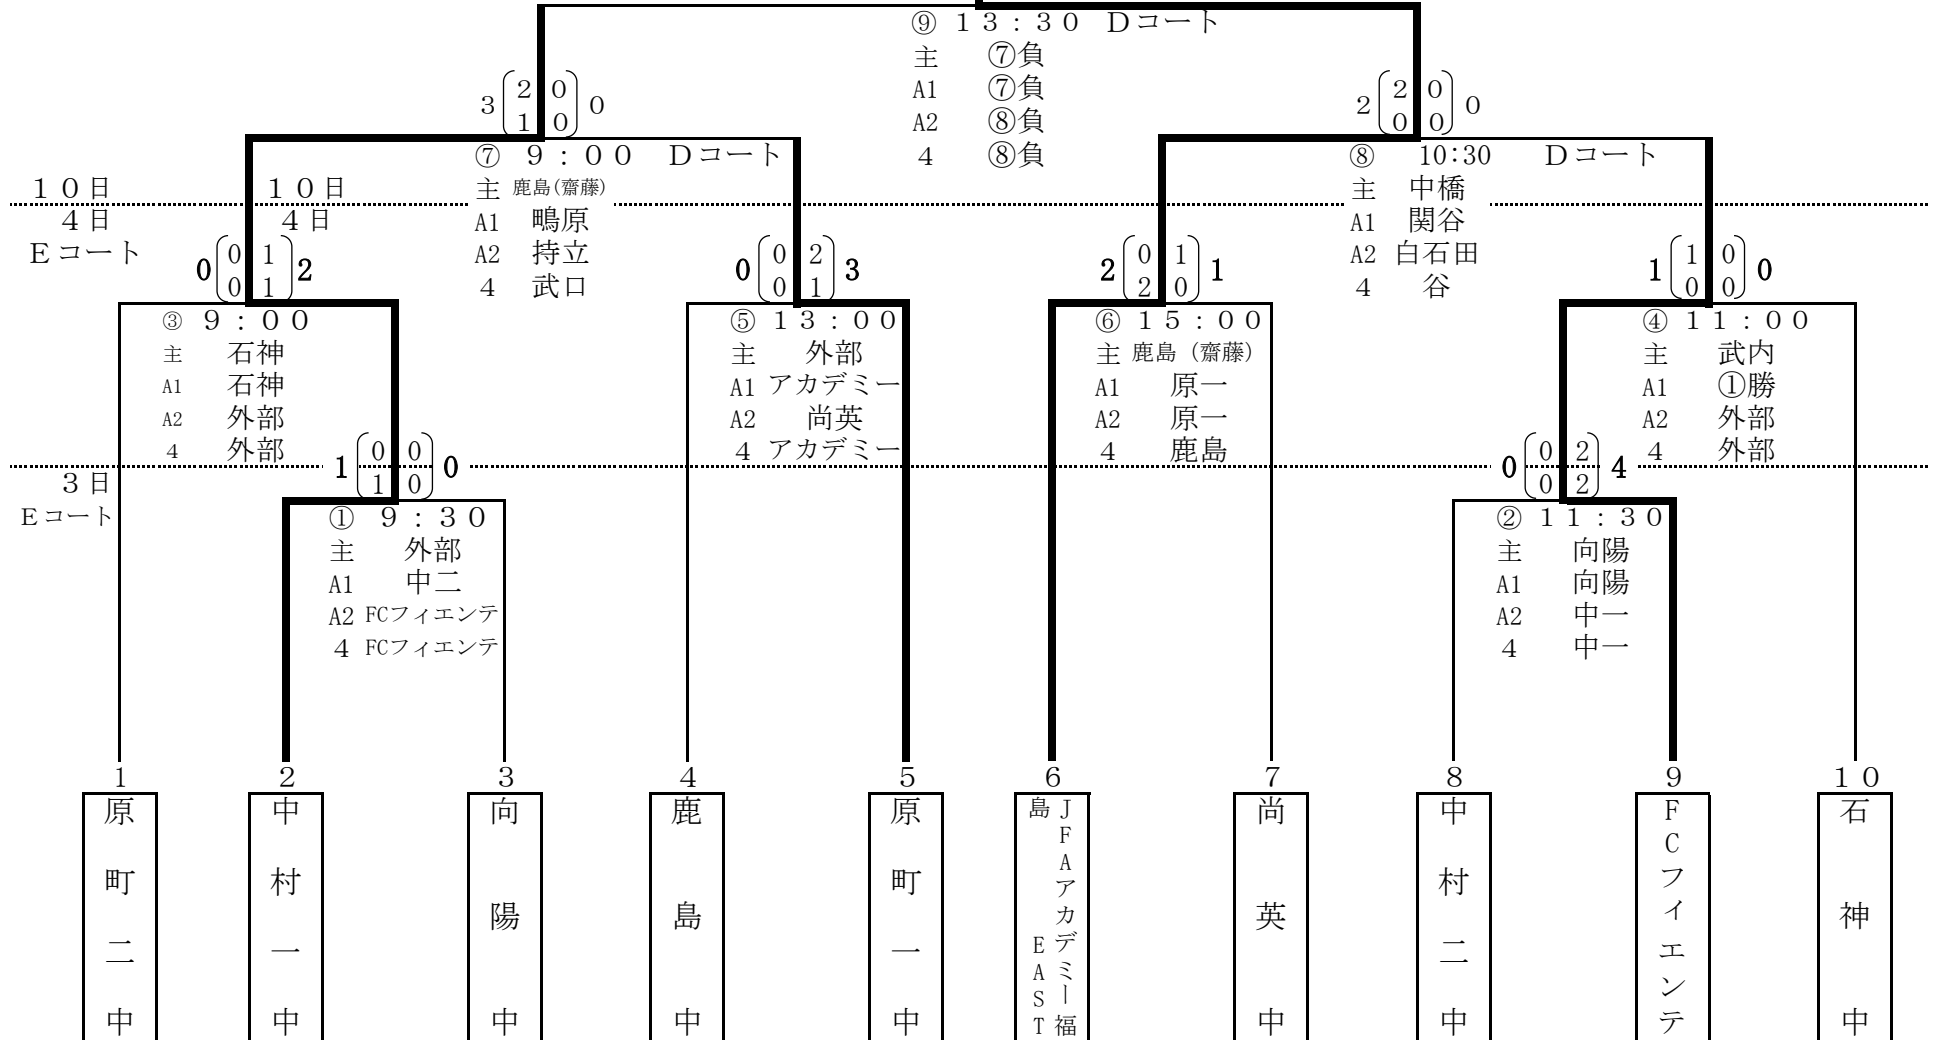 ⑨ 13:30 Dコート
主 ⑦負
A1 ⑦負
A2 ⑧負
4 ⑧負
3 2 0 0
1 0
2 2 0 0
0 0
⑦ 9:00 Dコート
主 鹿島(齋藤)
A1 鴫原
A2 持立
4 武口
⑧ 10:30 Dコート
主 中橋
A1 関谷
A2 白石田
4 谷
10日 10日
4日 4日
Eコート
0 0 1 2
0 1
0 0 2 3
0 1
2 0 1 1
2 0
1 1 0 0
0 0
③ 9:00
主 石神
A1 石神
A2 外部
4 外部
⑤ 13:00
主 外部
A1 アカデミー
A2 尚英
4 アカデミー
⑥ 15:00
主 鹿島(齋藤)
A1 原一
A2 原一
4 鹿島
④ 11:00
主 武内
A1 ①勝
A2 外部
4 外部
3日
Eコート
1 0 0 0
1 0
0 0 2 4
0 2
① 9:30
主 外部
A1 中二
A2 FCフィエンテ
4 FCフィエンテ
② 11:30
主 向陽
A1 向陽
A2 中一
4 中一
1 2 3 4 5 6 7 8 9 10
原町二中
中村一中
向陽中
鹿島中
原町一中
JFAアカデミー福
島 EAST
尚英中
中村二中
FCフィエンテ
石神中